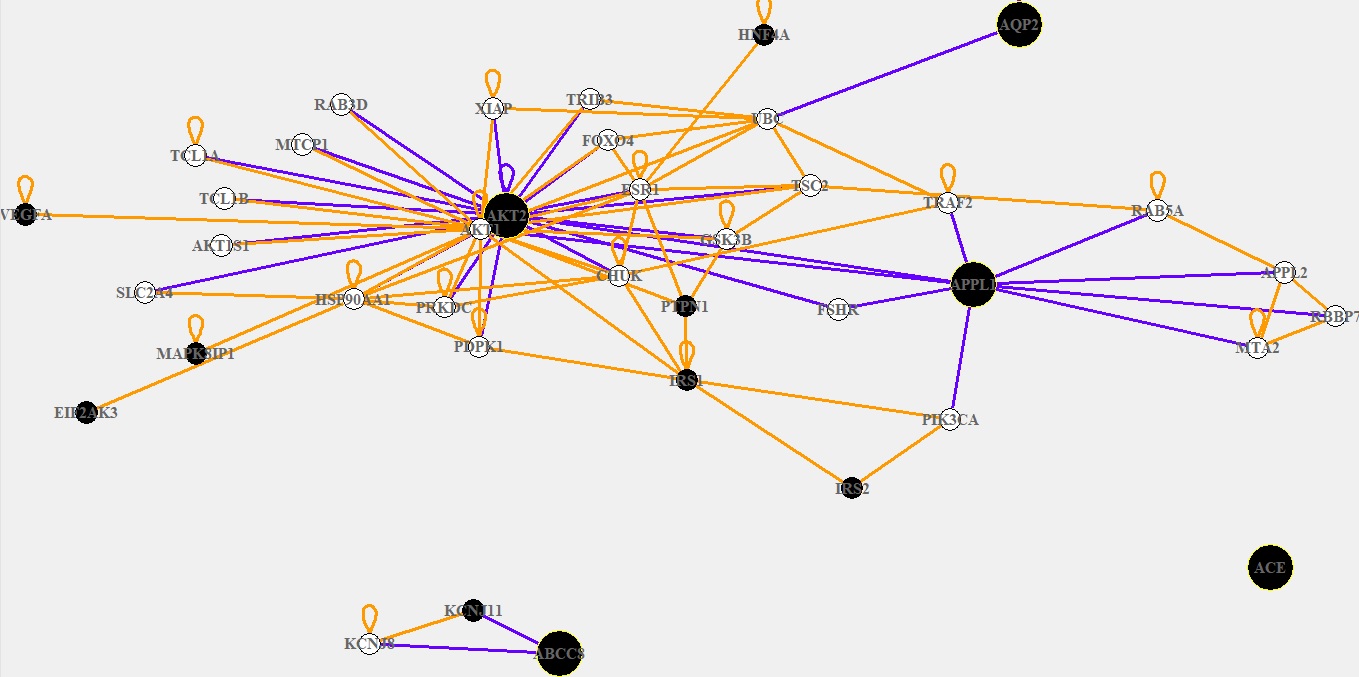 AQP2
HNF4A
RAB3D
XIAP
TRIB3
UBC
MTCP1
FOXO4
TCL1A
ESR1
TSC2
TCL1B
TRAF2
RAB5A
VEGFA
AKT2
AKT1
AKT1S1
GSK3B
CHUK
APPL2
APPL1
SLC2A4
HSP90AA1
PRKDC
PTPN1
FSHR
RBBP7
MAPK8IP1
PDPK1
MTA2
IRS1
EIF2AK3
PIK3CA
IRS2
ACE
KCNJ11
KCNJ8
ABCC8